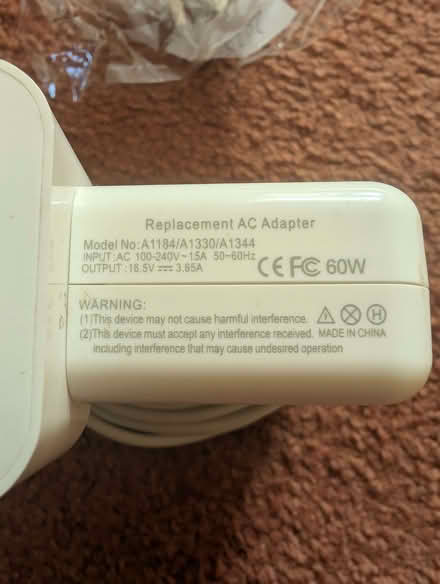 Replacement AC Adapter
Model No: A1184/A1330/A1344
INPUT: AC 100-240V~1.5A 50-60Hz
OUTPUT: 16.5V⎓3.65A
CE FC 60W
WARNING:
(1)This device may not cause harmful interference.
(2)This device must accept any interference received. MADE IN CHINA
including interference that may cause undesired operation
H